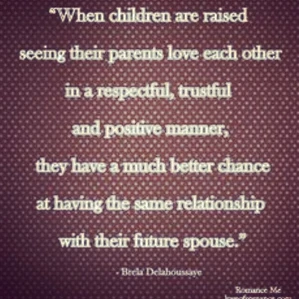 “When children are raised
seeing their parents love each other
in a respectful, trustful
and positive manner,
they have a much better chance
at having the same relationship
with their future spouse.”
- Brela Delahoussaye
Romance Me